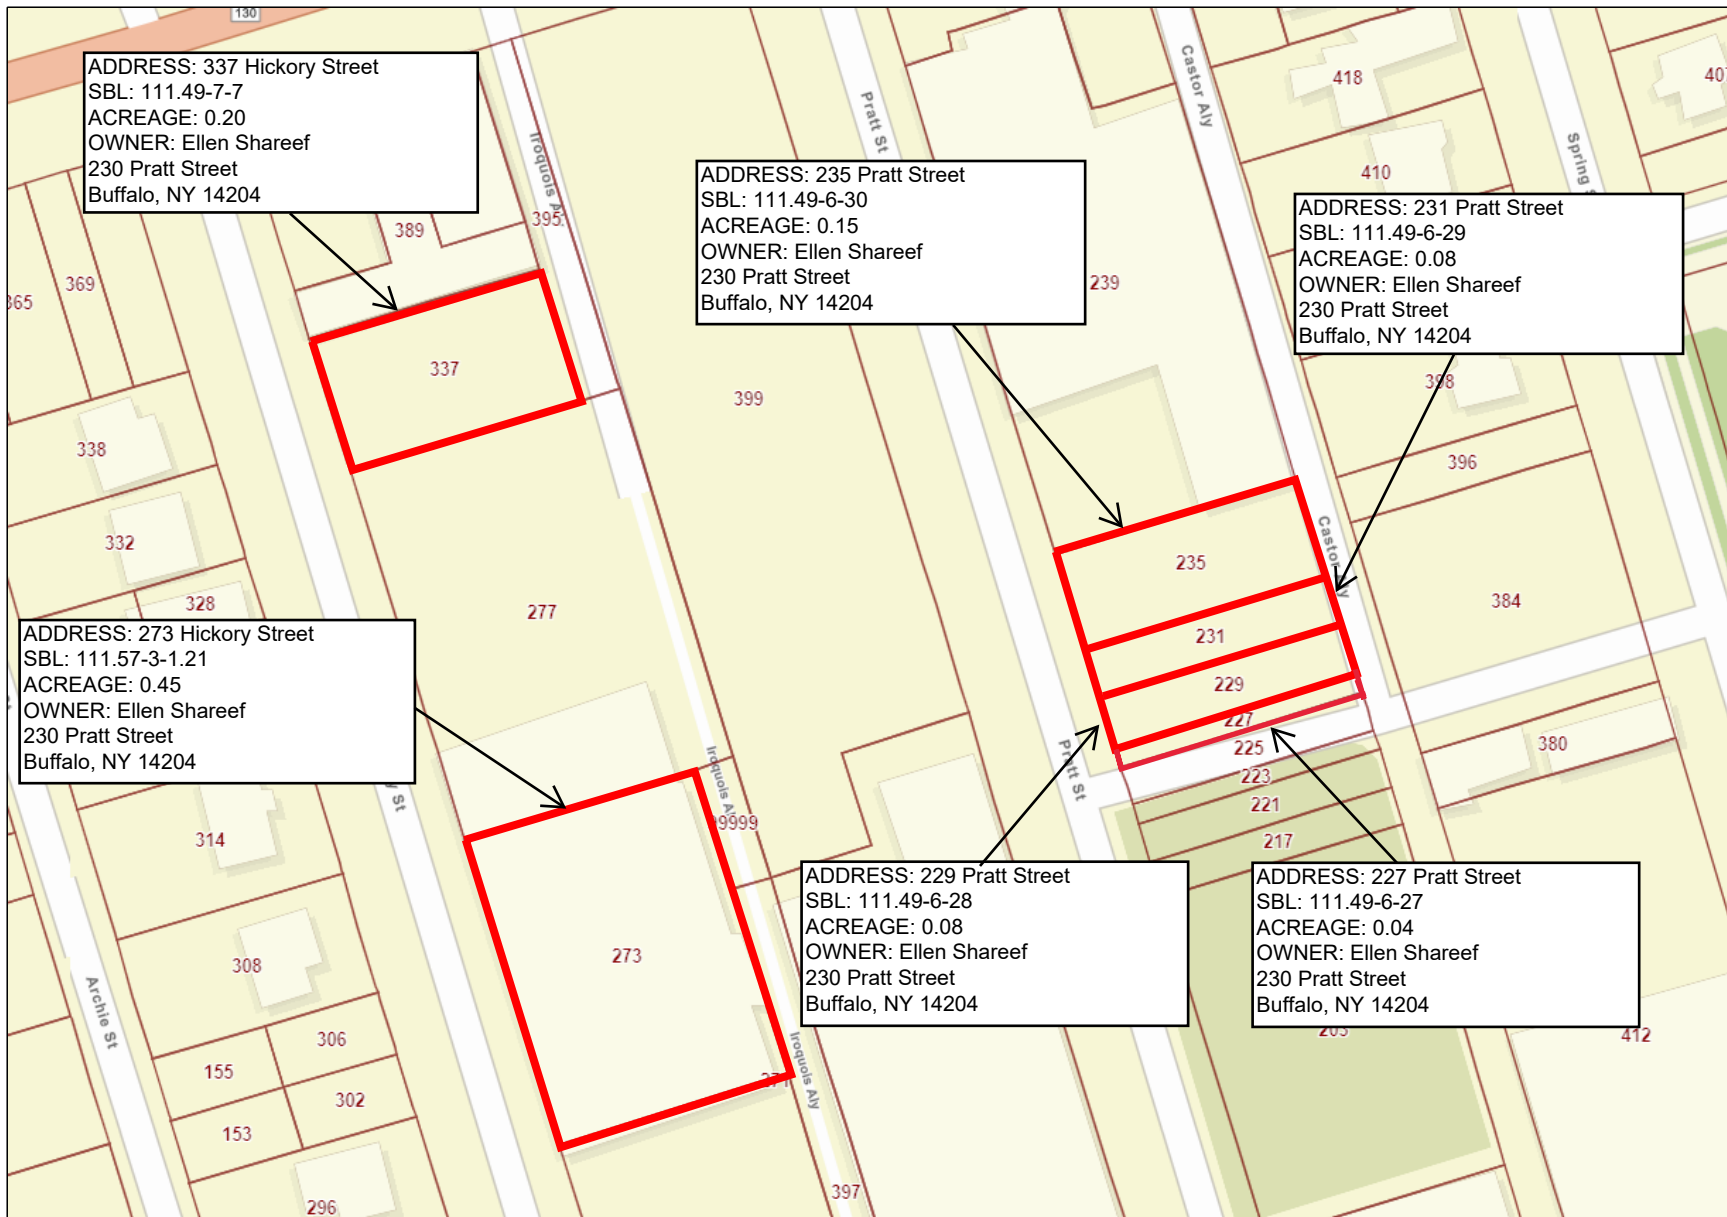 130
ADDRESS: 337 Hickory Street
SBL: 111.49-7-7
ACREAGE: 0.20
OWNER: Ellen Shareef
230 Pratt Street
Buffalo, NY 14204
ADDRESS: 235 Pratt Street
SBL: 111.49-6-30
ACREAGE: 0.15
OWNER: Ellen Shareef
230 Pratt Street
Buffalo, NY 14204
ADDRESS: 231 Pratt Street
SBL: 111.49-6-29
ACREAGE: 0.08
OWNER: Ellen Shareef
230 Pratt Street
Buffalo, NY 14204
ADDRESS: 273 Hickory Street
SBL: 111.57-3-1.21
ACREAGE: 0.45
OWNER: Ellen Shareef
230 Pratt Street
Buffalo, NY 14204
ADDRESS: 229 Pratt Street
SBL: 111.49-6-28
ACREAGE: 0.08
OWNER: Ellen Shareef
230 Pratt Street
Buffalo, NY 14204
ADDRESS: 227 Pratt Street
SBL: 111.49-6-27
ACREAGE: 0.04
OWNER: Ellen Shareef
230 Pratt Street
Buffalo, NY 14204
Iroquois
Pratt St
Castor Aly
Spring
418
410
389
395
369
365
239
337
399
398
338
396
332
235
Castor
328
277
384
231
229
227
225
223
221
217
380
Pratt St
St
Iroquois
314
273
308
Archie St
306
155
302
153
Iroquois Aly
412
397
296